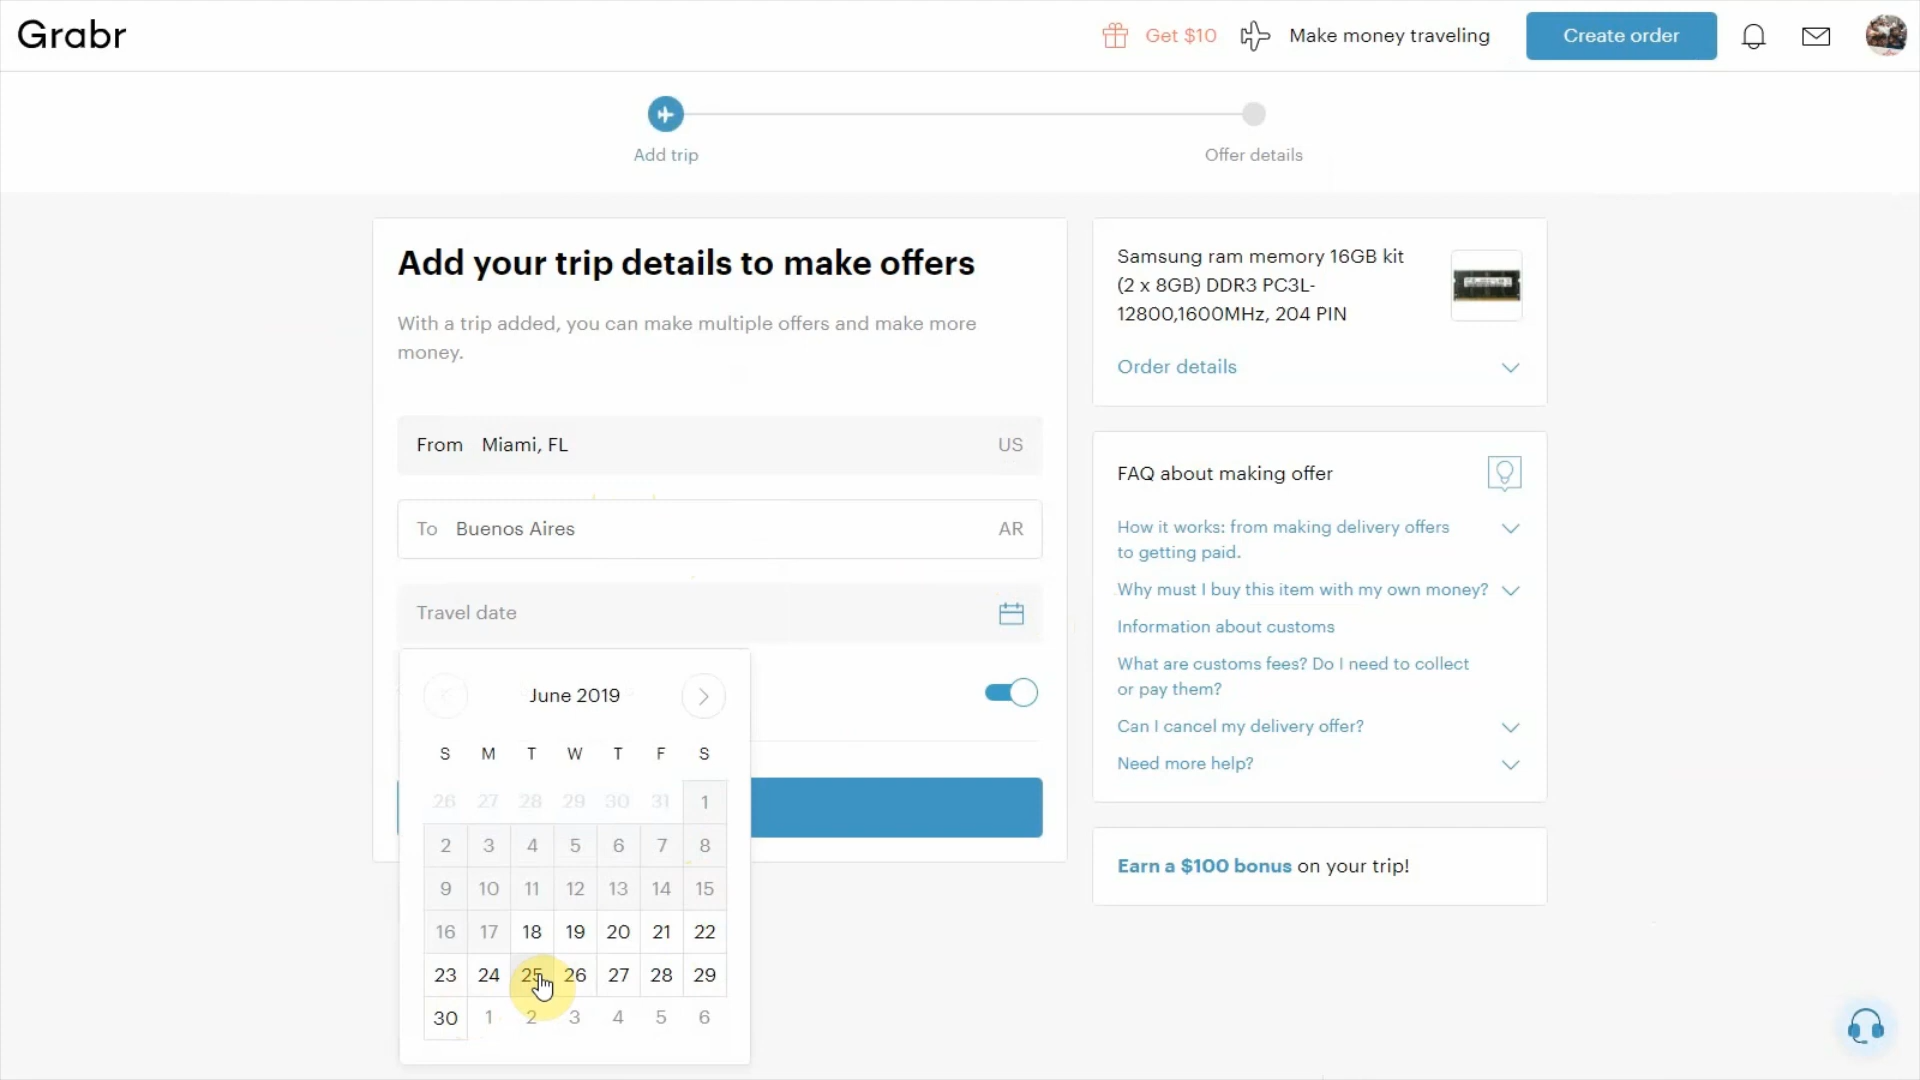 Grabr
Get $10
Make money traveling
Create order
Add trip
Offer details
Add your trip details to make offers
With a trip added, you can make multiple offers and make more
money.
From Miami, FL US
To Buenos Aires AR
Travel date
June 2019
S M T W T F S
26 27 28 29 30 31 1
2 3 4 5 6 7 8
9 10 11 12 13 14 15
16 17 18 19 20 21 22
23 24 25 26 27 28 29
30 1 2 3 4 5 6
Samsung ram memory 16GB kit
(2 x 8GB) DDR3 PC3L-
12800,1600MHz, 204 PIN
Order details
FAQ about making offer
How it works: from making delivery offers
to getting paid.
Why must I buy this item with my own money?
Information about customs
What are customs fees? Do I need to collect
or pay them?
Can I cancel my delivery offer?
Need more help?
Earn a $100 bonus on your trip!